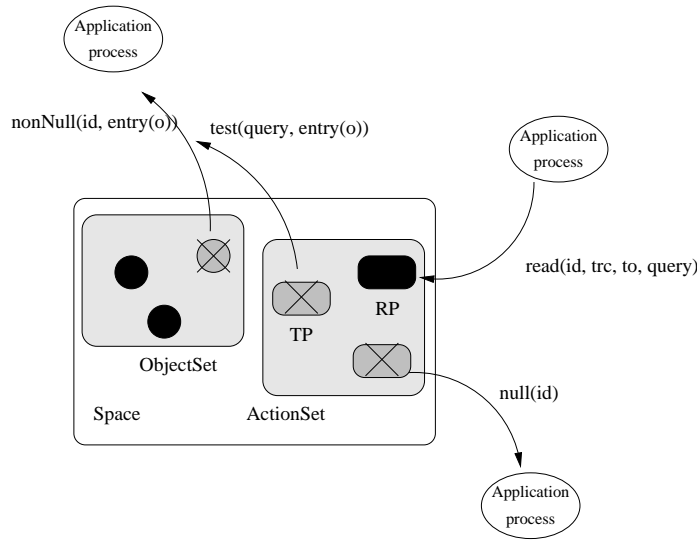 Application
process
nonNull(id, entry(o))
test(query, entry(o))
Application
process
read(id, trc, to, query)
RP
TP
ObjectSet
null(id)
Space
ActionSet
Application
process